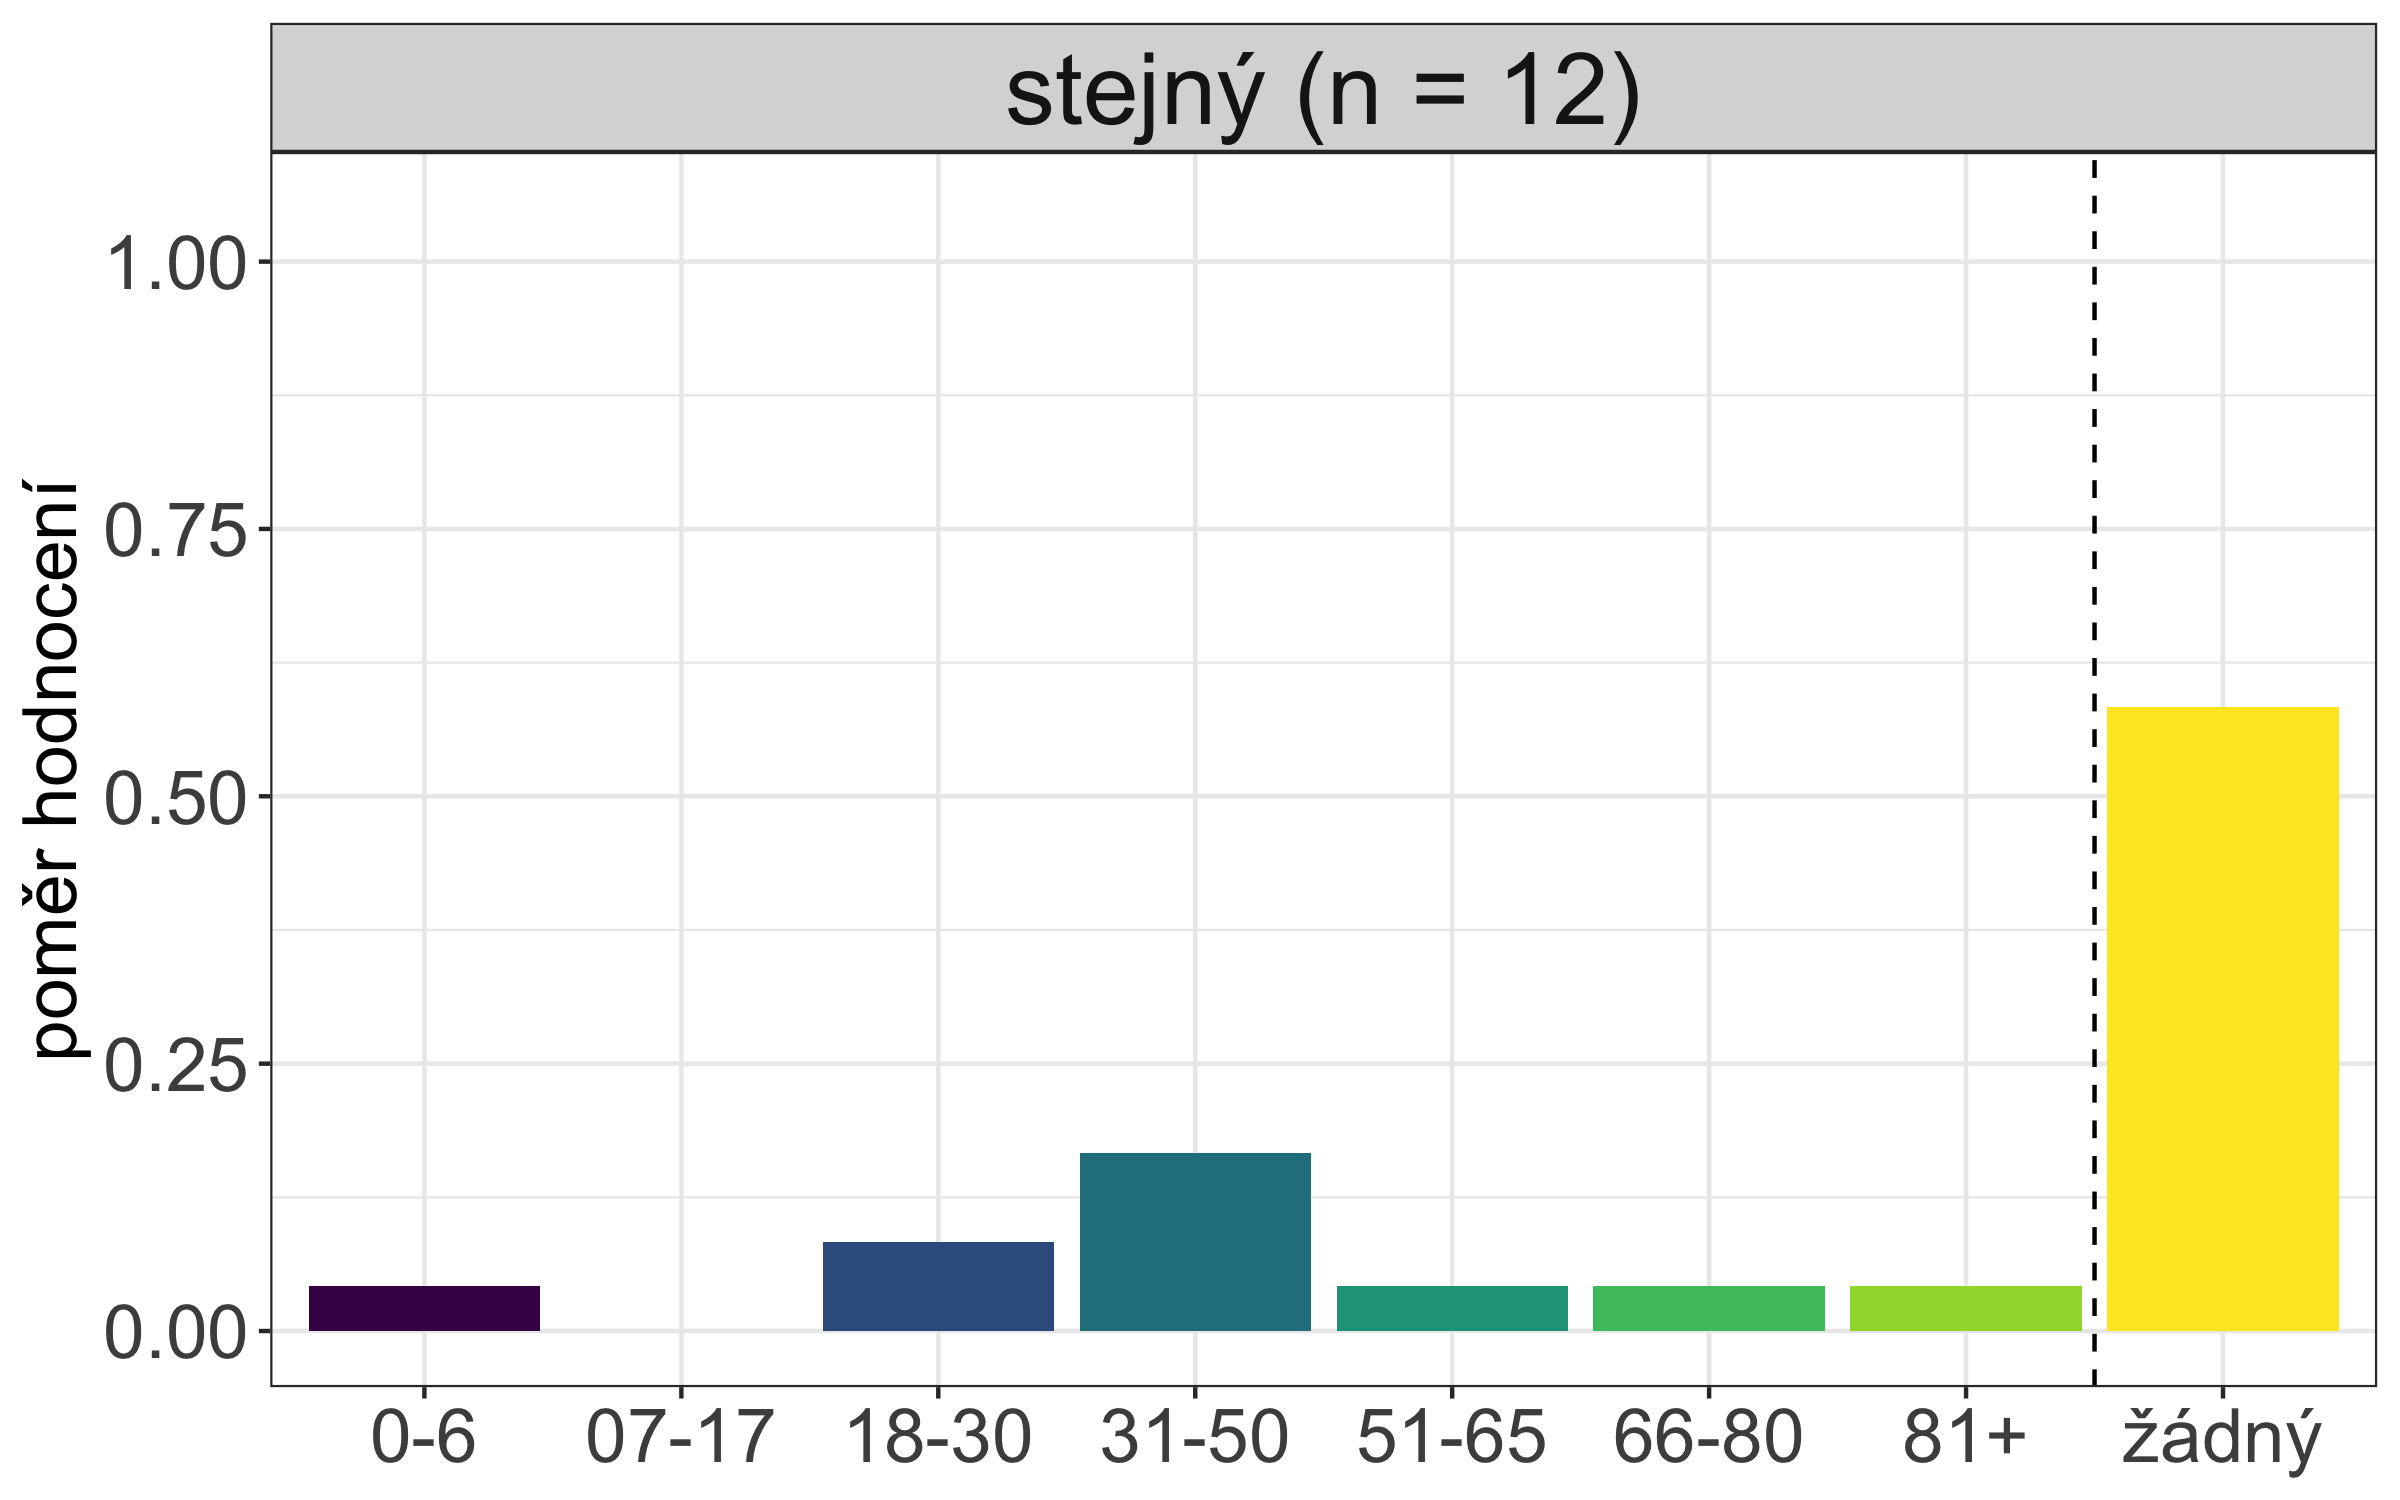 stejný (n = 12)
poměr hodnocení
1.00
0.75
0.50
0.25
0.00
0-6 07-17 18-30 31-50 51-65 66-80 81+ žádný